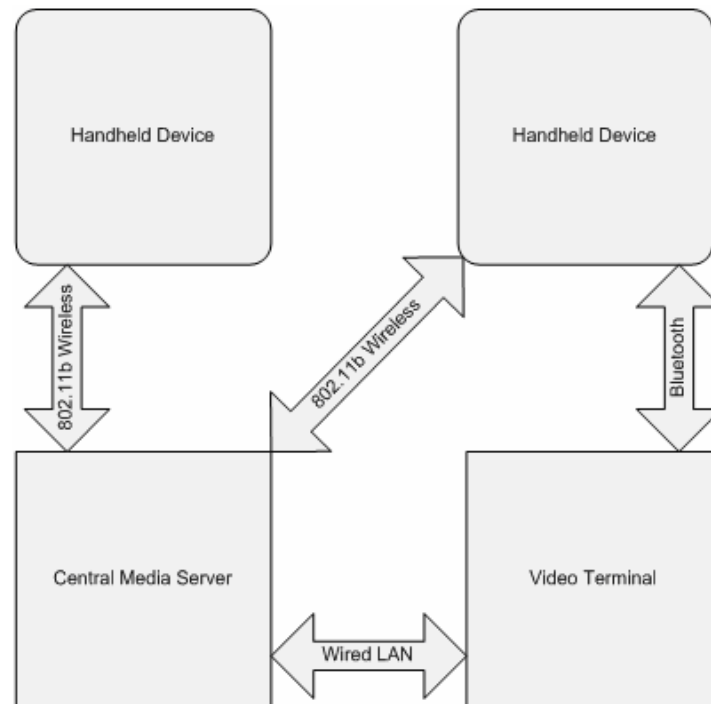 Handheld Device
Handheld Device
802.11b Wireless
802.11b Wireless
Bluetooth
Central Media Server
Video Terminal
Wired LAN